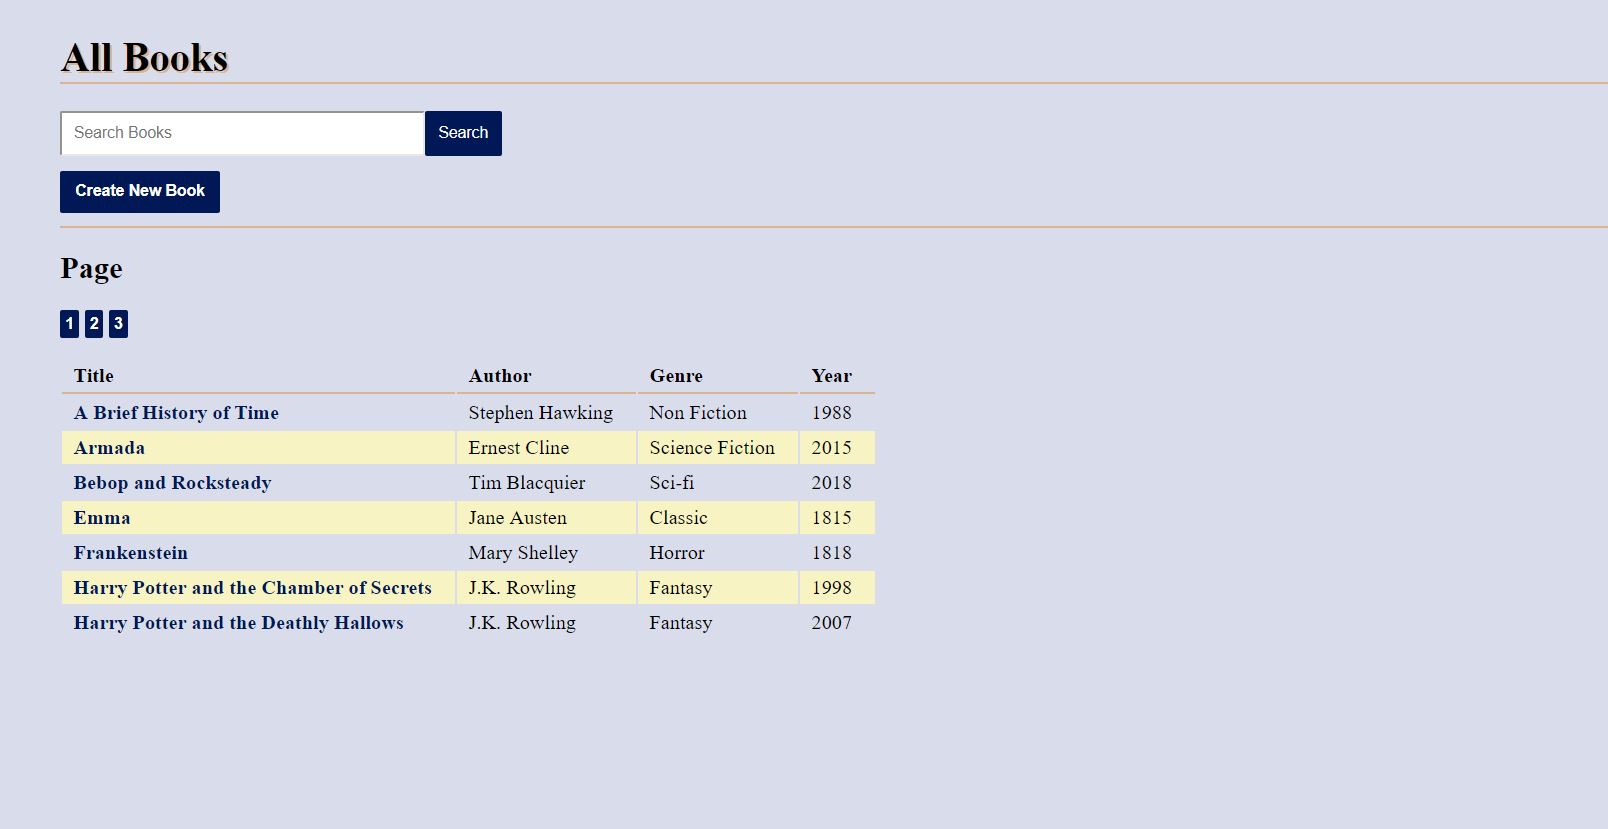 All Books
Search Books Search
Create New Book
Page
1 2 3
Title Author Genre Year
A Brief History of Time Stephen Hawking Non Fiction 1988
Armada Ernest Cline Science Fiction 2015
Bebop and Rocksteady Tim Blacquier Sci-fi 2018
Emma Jane Austen Classic 1815
Frankenstein Mary Shelley Horror 1818
Harry Potter and the Chamber of Secrets J.K. Rowling Fantasy 1998
Harry Potter and the Deathly Hallows J.K. Rowling Fantasy 2007